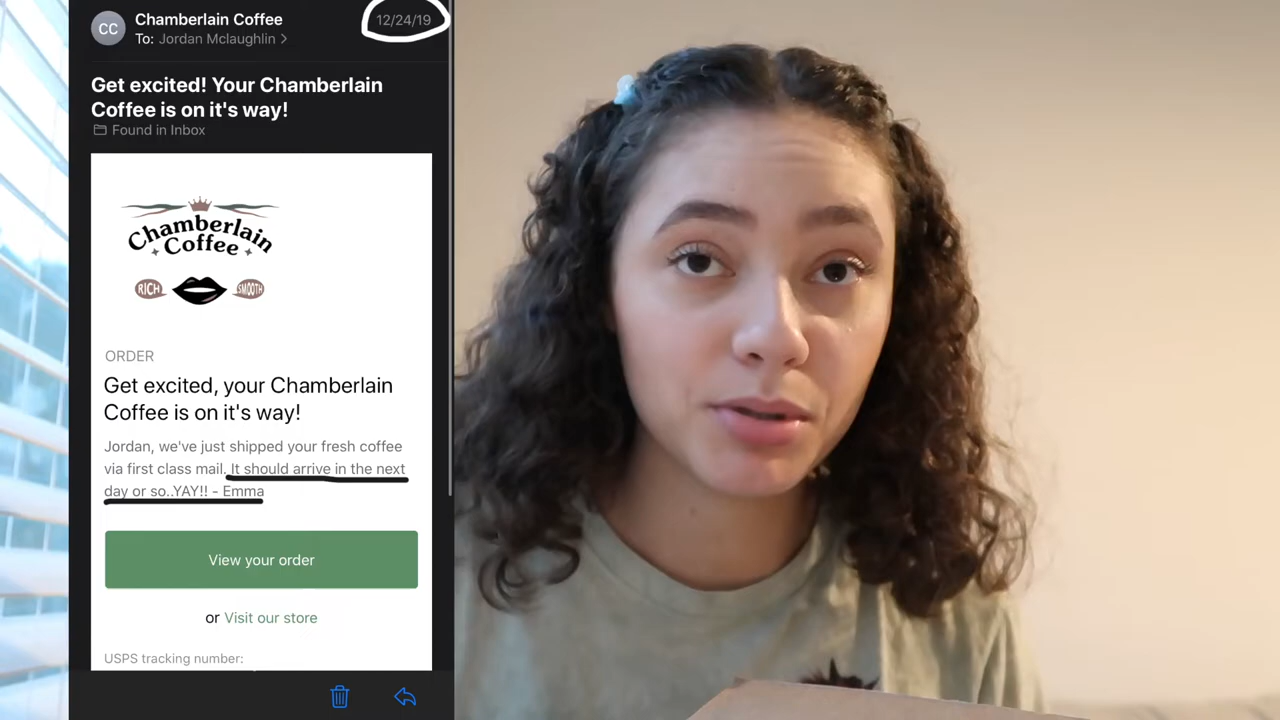 CC
Chamberlain Coffee
12/24/19
To: Jordan Mclaughlin >
Get excited! Your Chamberlain
Coffee is on it's way!
Found in Inbox
Chamberlain
Coffee
RICH
SMOOTH
ORDER
Get excited, your Chamberlain
Coffee is on it's way!
Jordan, we've just shipped your fresh coffee
via first class mail. It should arrive in the next
day or so..YAY!! - Emma
View your order
or Visit our store
USPS tracking number: